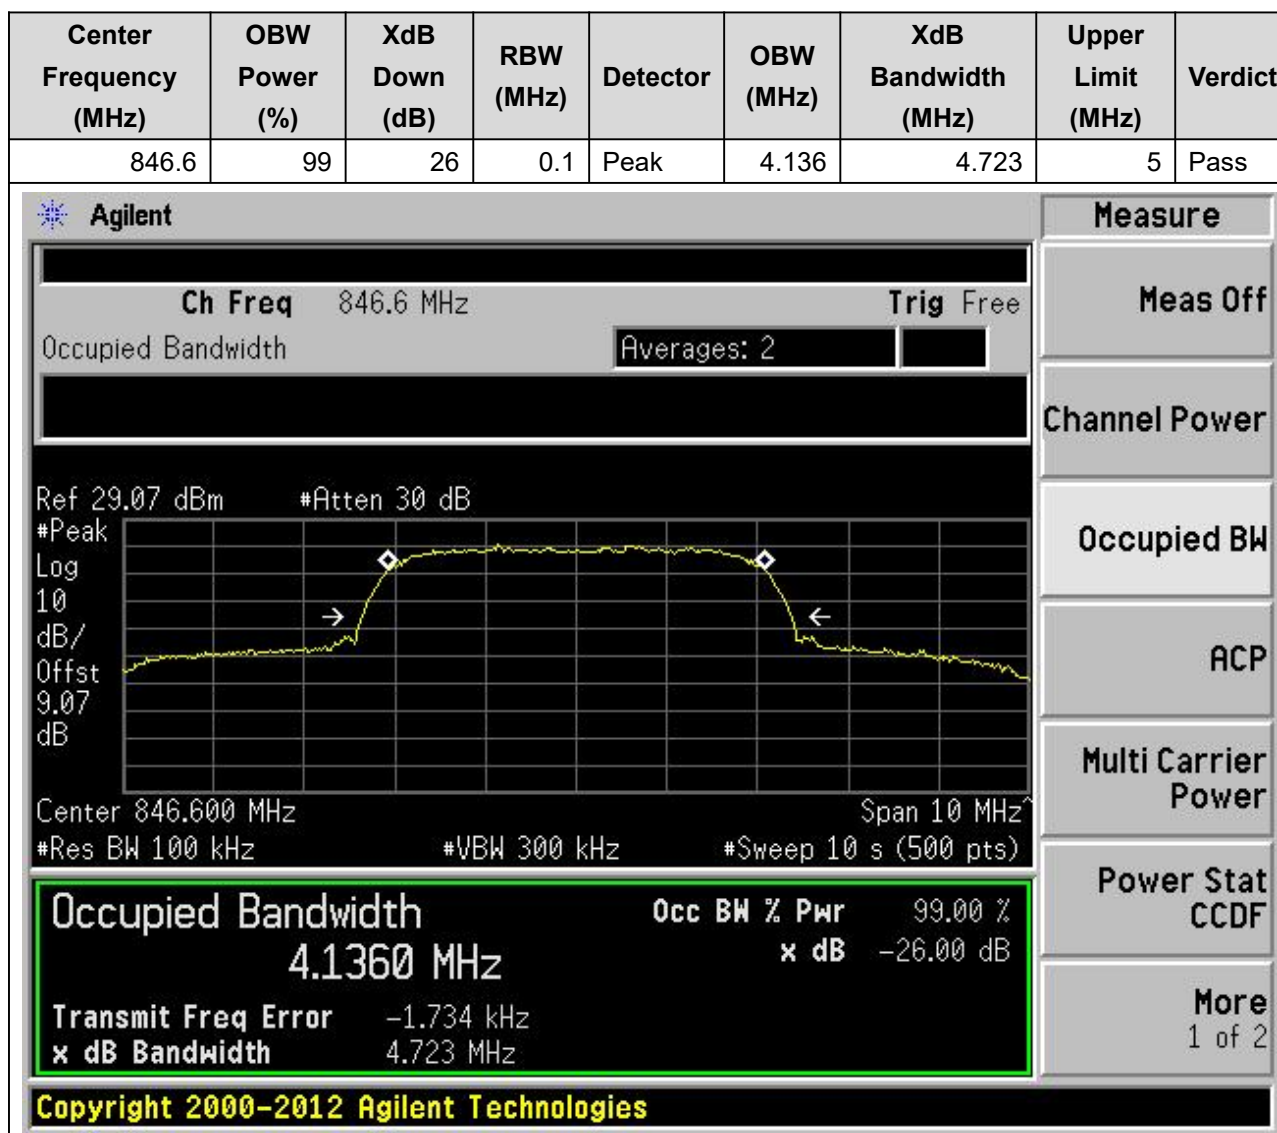 Center Frequency (MHz) OBW Power (%) XdB Down (dB) RBW (MHz) Detector OBW (MHz) XdB Bandwidth (MHz) Upper Limit (MHz) Verdict
846.6 99 26 0.1 Peak 4.136 4.723 5 Pass
Agilent
Measure
Ch Freq 846.6 MHz Trig Free
Meas Off
Occupied Bandwidth Averages: 2
Channel Power
Ref 29.07 dBm #Atten 30 dB
#Peak
Log
10
dB/
Offst
9.07
dB
Occupied BW
ACP
Multi Carrier
Power
Center 846.600 MHz Span 10 MHz^
#Res BW 100 kHz #VBW 300 kHz #Sweep 10 s (500 pts)
Power Stat
CCDF
Occupied Bandwidth Occ BW % Pwr 99.00 %
4.1360 MHz x dB -26.00 dB
More
1 of 2
Transmit Freq Error -1.734 kHz
x dB Bandwidth 4.723 MHz
Copyright 2000-2012 Agilent Technologies